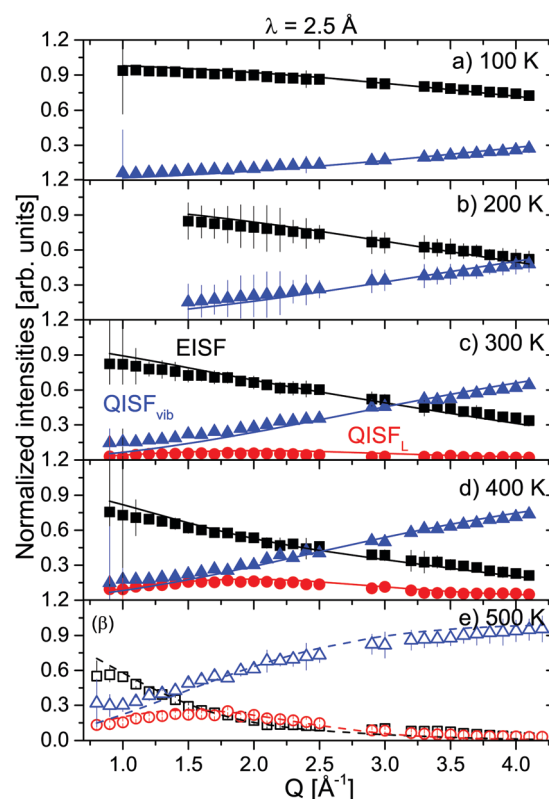 λ = 2.5 Å
Normalized intensities [arb. units]
a) 100 K
1.2
0.9
0.6
0.3
b) 200 K
1.2
0.9
0.6
0.3
c) 300 K
EISF
QISFvib
QISFL
1.2
0.9
0.6
0.3
d) 400 K
1.2
0.9
0.6
0.3
(β)
e) 500 K
1.2
0.9
0.6
0.3
0.0
1.0 1.5 2.0 2.5 3.0 3.5 4.0
Q [Å-1]